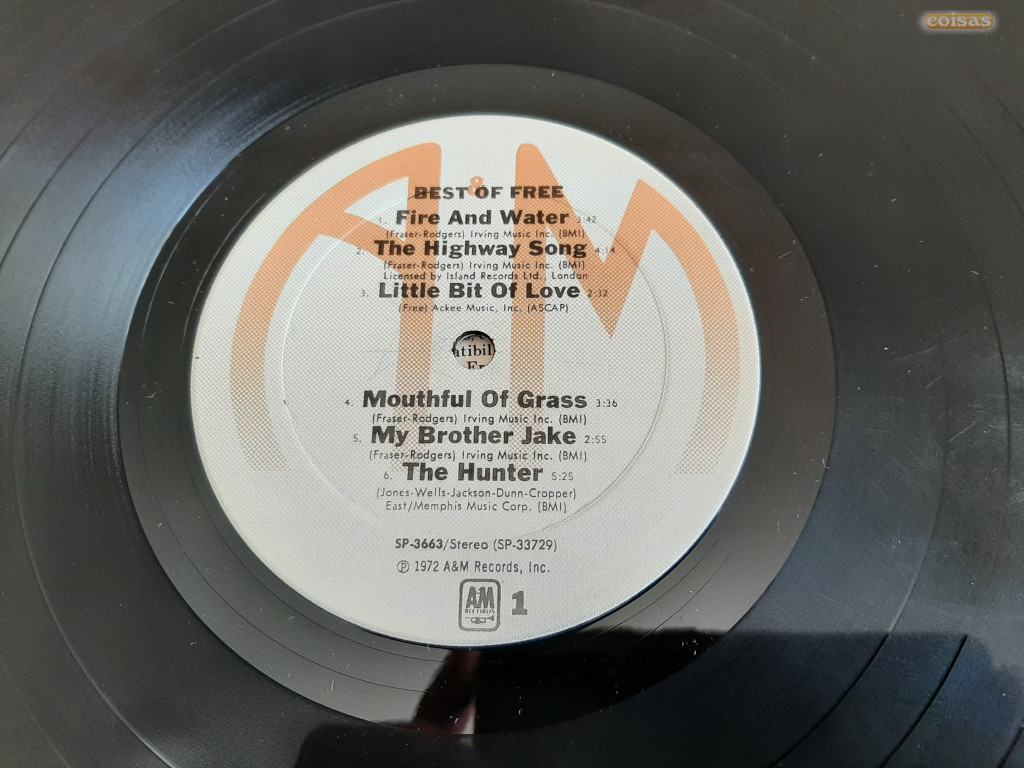 coisas
&
BEST OF FREE
1. Fire And Water 3:42
(Fraser-Rodgers) Irving Music Inc. (BMI)
2. The Highway Song 4:14
(Fraser-Rodgers) Irving Music Inc. (BMI)
Licensed by Island Records Ltd., London
3. Little Bit Of Love 2:32
(Free) Ackee Music, Inc. (ASCAP)
atibil
4. Mouthful Of Grass 3:36
(Fraser-Rodgers) Irving Music Inc. (BMI)
5. My Brother Jake 2:55
(Fraser-Rodgers) Irving Music Inc. (BMI)
6. The Hunter 5:25
(Jones-Wells-Jackson-Dunn-Cropper)
East/Memphis Music Corp. (BMI)
SP-3663/Stereo (SP-33729)
℗ 1972 A&M Records, Inc.
A&M
RECORDS
1